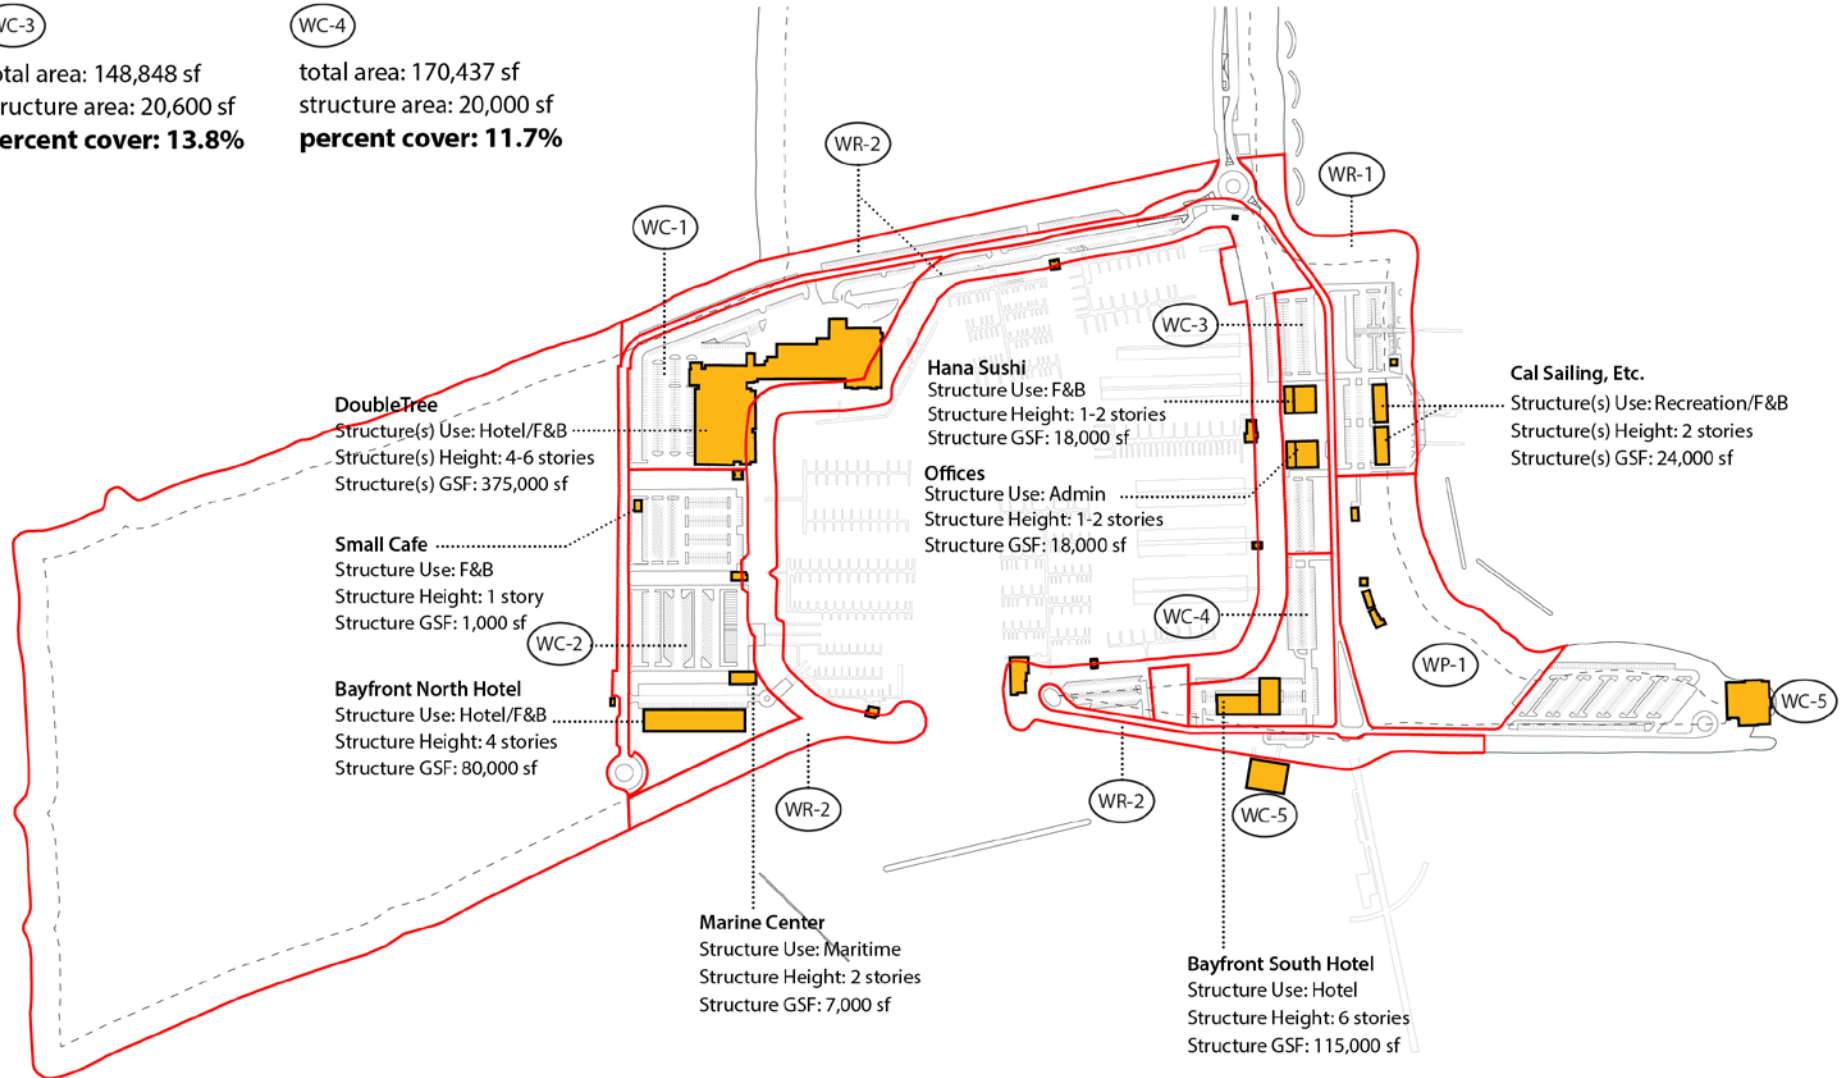 WC-3
otal area: 148,848 sf
ructure area: 20,600 sf
ercent cover: 13.8%
WC-4
total area: 170,437 sf
structure area: 20,000 sf
percent cover: 11.7%
WR-2
WR-1
WC-1
WC-3
Hana Sushi
Structure Use: F&B
Structure Height: 1-2 stories
Structure GSF: 18,000 sf
Cal Sailing, Etc.
Structure(s) Use: Recreation/F&B
Structure(s) Height: 2 stories
Structure(s) GSF: 24,000 sf
DoubleTree
Structure(s) Use: Hotel/F&B
Structure(s) Height: 4-6 stories
Structure(s) GSF: 375,000 sf
Offices
Structure Use: Admin
Structure Height: 1-2 stories
Structure GSF: 18,000 sf
Small Cafe
Structure Use: F&B
Structure Height: 1 story
Structure GSF: 1,000 sf
WC-2
WC-4
WP-1
WC-5
Bayfront North Hotel
Structure Use: Hotel/F&B
Structure Height: 4 stories
Structure GSF: 80,000 sf
WR-2
WR-2
WC-5
Marine Center
Structure Use: Maritime
Structure Height: 2 stories
Structure GSF: 7,000 sf
Bayfront South Hotel
Structure Use: Hotel
Structure Height: 6 stories
Structure GSF: 115,000 sf